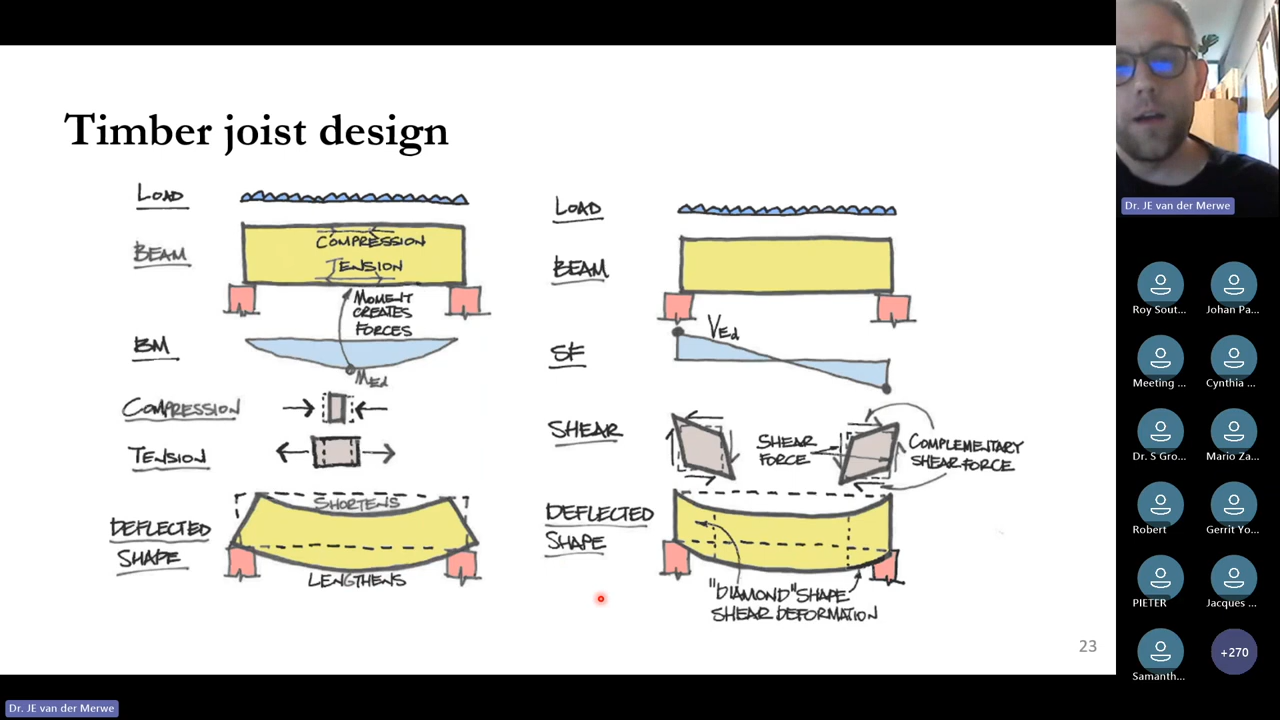 Timber joist design
LOAD
BEAM
COMPRESSION
TENSION
MOMENT
CREATES
FORCES
BM
MEd
COMPRESSION
TENSION
DEFLECTED
SHAPE
SHORTENS
LENGTHENS
LOAD
BEAM
SF
VEd
SHEAR
SHEAR
FORCE
COMPLEMENTARY
SHEAR FORCE
DEFLECTED
SHAPE
"DIAMOND" SHAPE
SHEAR DEFORMATION
23
Dr. JE van der Merwe
Roy Sout...
Johan Pa...
Meeting ...
Cynthia ...
Dr. S Gro...
Mario Za...
Robert
Gerrit Yo...
PIETER
Jacques ...
Samanth...
+270
Dr. JE van der Merwe